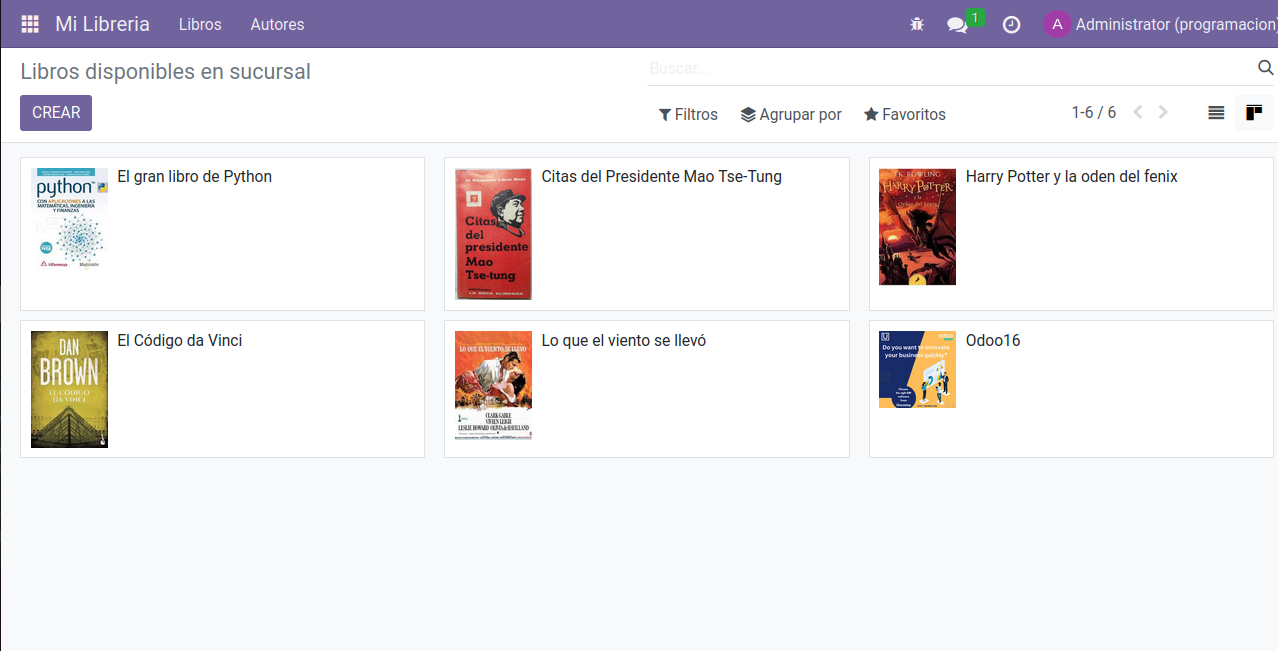 Mi Libreria
Libros
Autores
1
A
Administrator (programacion)
Libros disponibles en sucursal
Buscar...
CREAR
Filtros
Agrupar por
Favoritos
1-6 / 6
python™
CON APLICACIONES A LAS
MATEMÁTICAS, INGENIERÍA
Y FINANZAS
Alfaomega
Marcombo
El gran libro de Python
Citas
del
presidente
Mao
Tse-tung
Citas del Presidente Mao Tse-Tung
J.K. ROWLING
HARRY POTTER
y la
Orden del Fénix
Harry Potter y la oden del fenix
DAN
BROWN
EL CÓDIGO
DA VINCI
El Código da Vinci
LO QUE EL VIENTO SE LLEVO
CLARK GABLE
VIVIEN LEIGH
LESLIE HOWARD OLIVIA de HAVILLAND
Lo que el viento se llevó
Do you want to innovate
your business quickly?
Odoo16